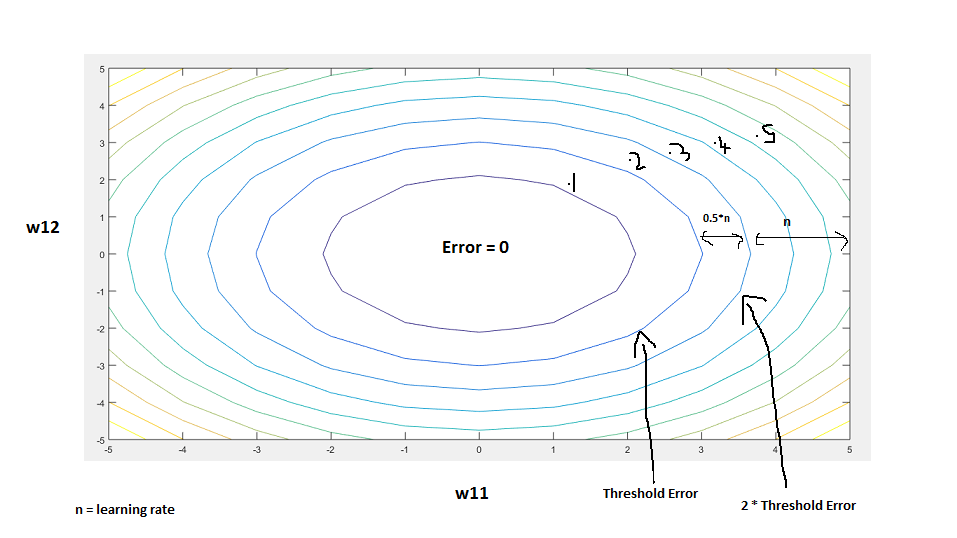 5
4
3
2
1
0
-1
-2
-3
-4
-5
w12
.5
.4
.3
.2
.1
0.5*n
n
Error = 0
-5 -4 -3 -2 -1 0 1 2 3 4 5
w11
Threshold Error
2 * Threshold Error
n = learning rate